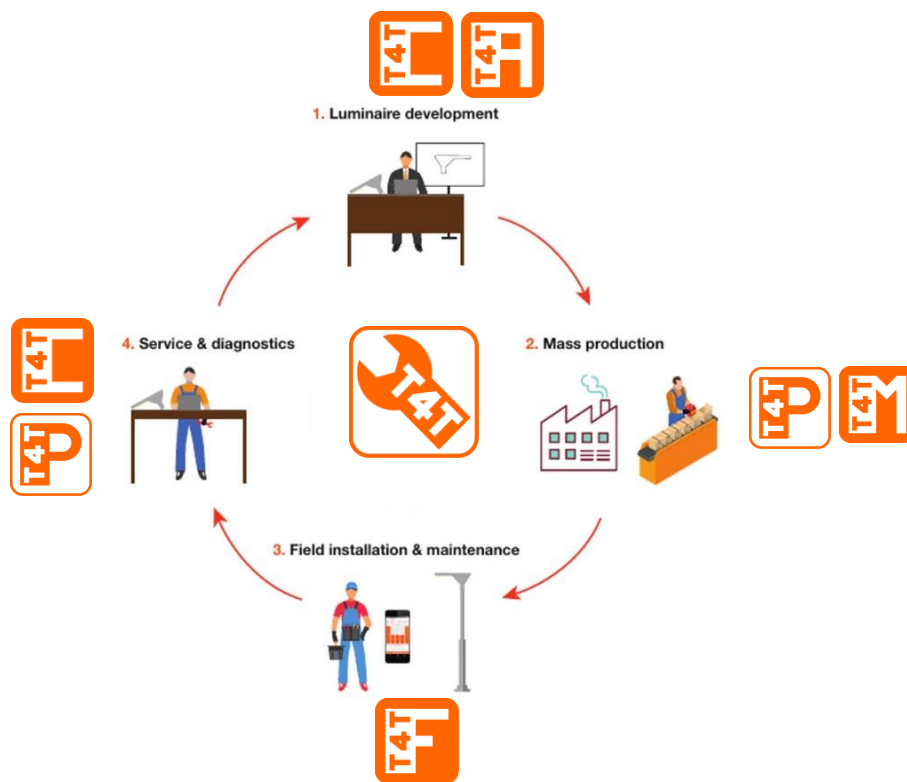 T4T C T4T A
1. Luminaire development
4. Service & diagnostics
T4T C
T4T P
T4T
2. Mass production
T4T P T4T M
3. Field installation & maintenance
T4T F